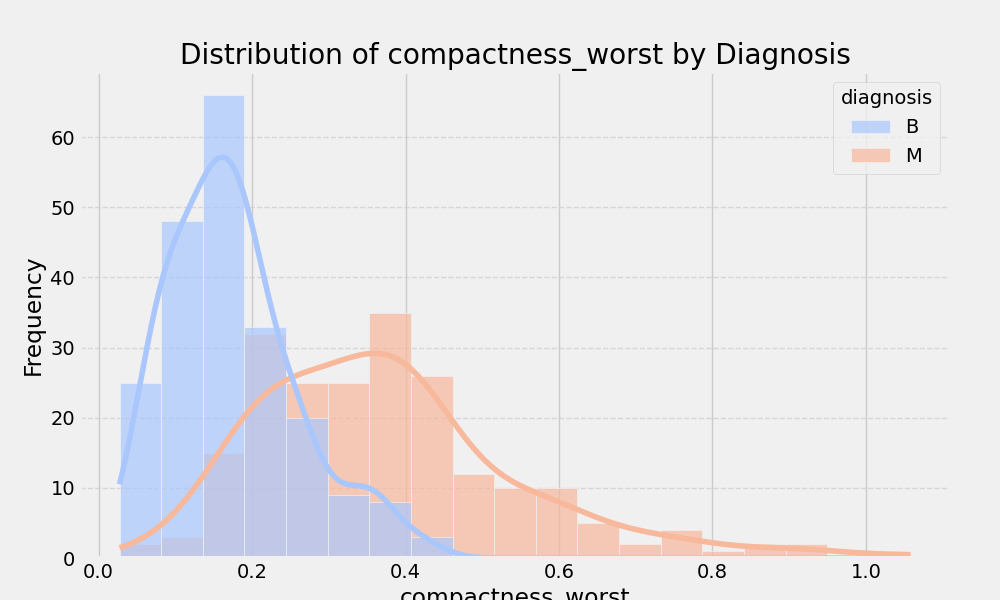 Distribution of compactness_worst by Diagnosis
diagnosis
B
M
Frequency
60
50
40
30
20
10
0
0.0 0.2 0.4 0.6 0.8 1.0
compactness_worst